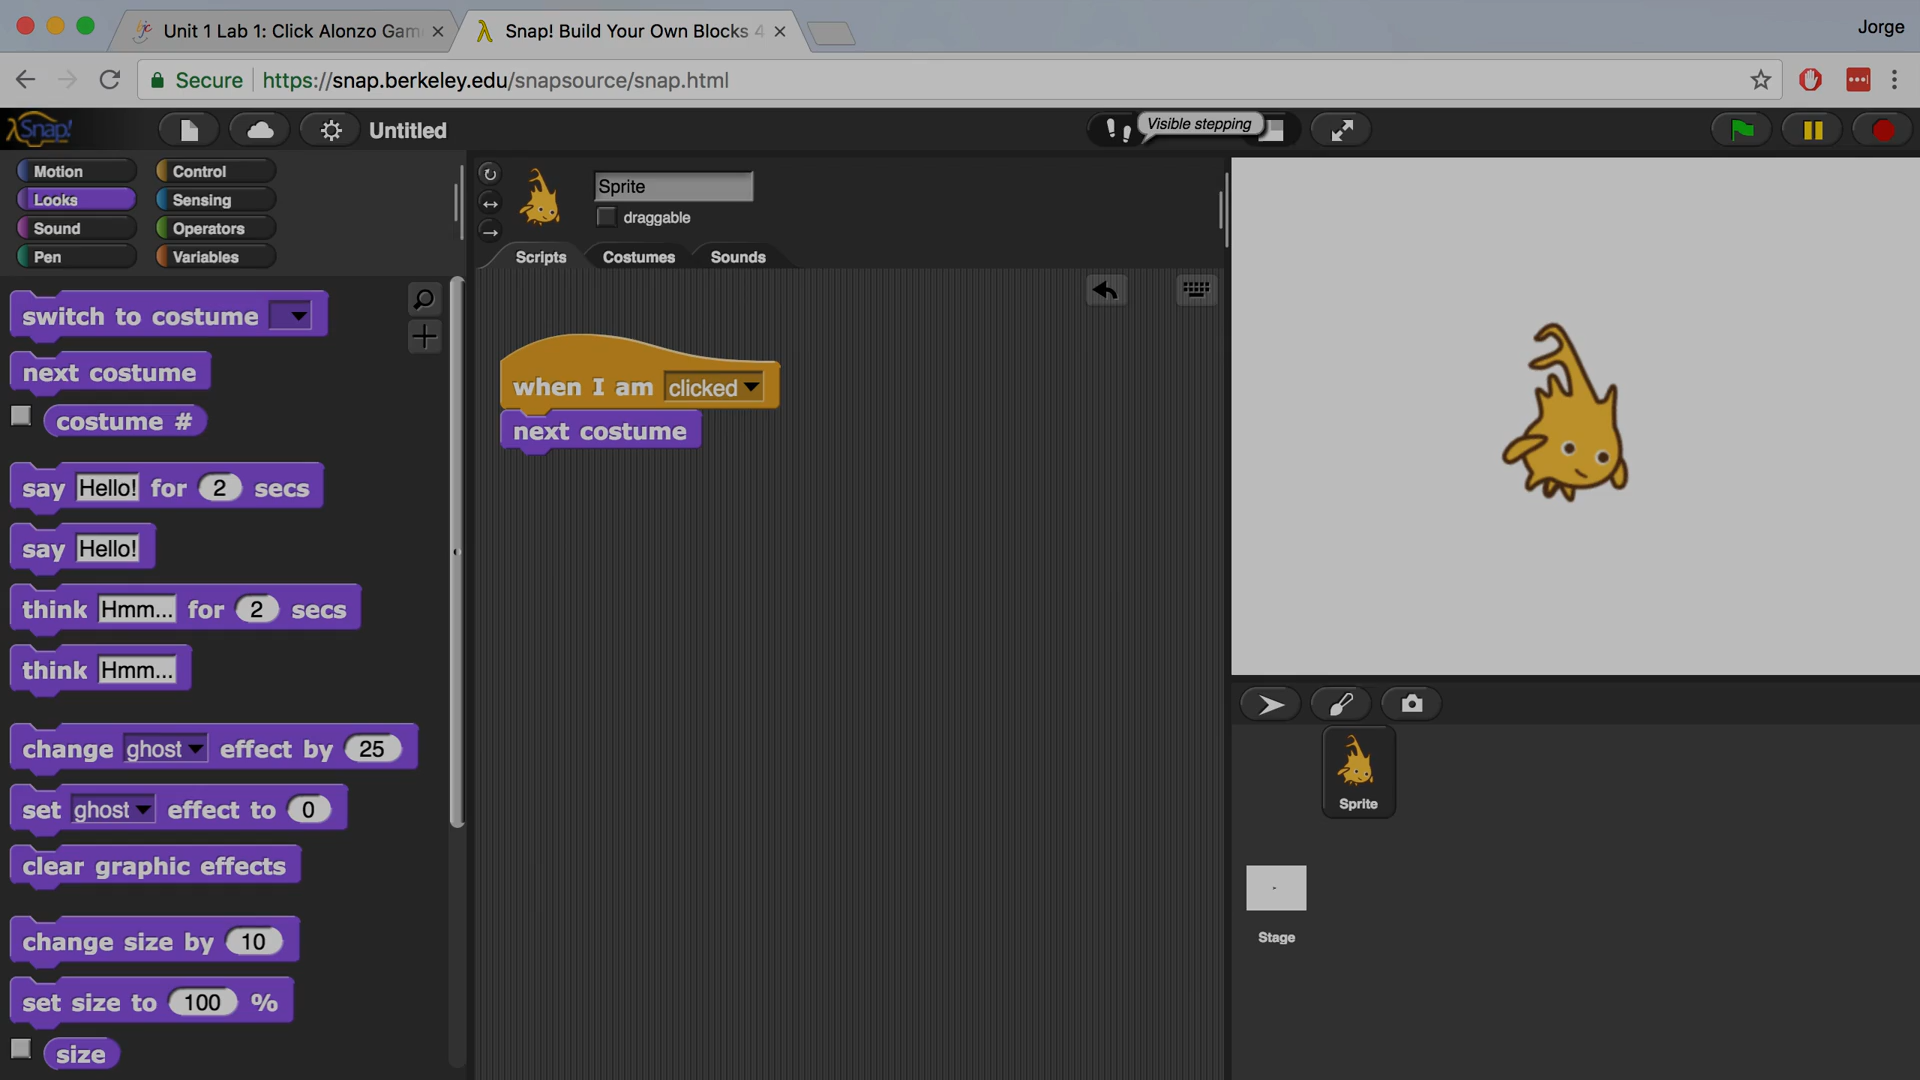 Unit 1 Lab 1: Click Alonzo Gam
Snap! Build Your Own Blocks 4
Jorge
Secure
https://snap.berkeley.edu/snapsource/snap.html
Snap!
Untitled
Visible stepping
Motion
Control
Looks
Sensing
Sound
Operators
Pen
Variables
Sprite
draggable
Scripts
Costumes
Sounds
switch to costume
next costume
costume #
say Hello! for 2 secs
say Hello!
think Hmm... for 2 secs
think Hmm...
change ghost effect by 25
set ghost effect to 0
clear graphic effects
change size by 10
set size to 100 %
size
when I am clicked
next costume
Sprite
Stage